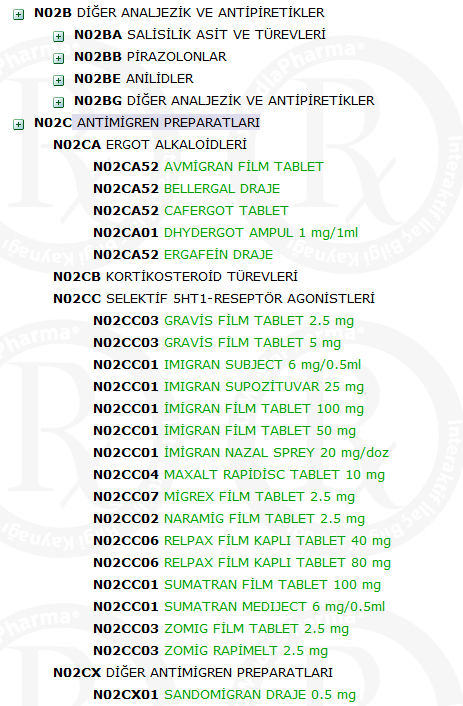 N02B DİĞER ANALJEZİK VE ANTİPİRETİKLER
N02BA SALİSİLİK ASİT VE TÜREVLERİ
N02BB PİRAZOLONLAR
N02BE ANİLİDLER
N02BG DİĞER ANALJEZİK VE ANTİPİRETİKLER
N02C ANTİMİGREN PREPARATLARI
N02CA ERGOT ALKALOİDLERİ
N02CA52 AVMİGRAN FİLM TABLET
N02CA52 BELLERGAL DRAJE
N02CA52 CAFERGOT TABLET
N02CA01 DHYDERGOT AMPUL 1 mg/1ml
N02CA52 ERGAFEİN DRAJE
N02CB KORTİKOSTEROİD TÜREVLERİ
N02CC SELEKTİF 5HT1-RESEPTÖR AGONİSTLERİ
N02CC03 GRAVİS FİLM TABLET 2.5 mg
N02CC03 GRAVİS FİLM TABLET 5 mg
N02CC01 IMIGRAN SUBJECT 6 mg/0.5ml
N02CC01 IMIGRAN SUPOZİTUVAR 25 mg
N02CC01 İMİGRAN FİLM TABLET 100 mg
N02CC01 İMİGRAN FİLM TABLET 50 mg
N02CC01 İMİGRAN NAZAL SPREY 20 mg/doz
N02CC04 MAXALT RAPİDİSC TABLET 10 mg
N02CC07 MİGREX FİLM TABLET 2.5 mg
N02CC02 NARAMİG FİLM TABLET 2.5 mg
N02CC06 RELPAX FİLM KAPLI TABLET 40 mg
N02CC06 RELPAX FİLM KAPLI TABLET 80 mg
N02CC01 SUMATRAN FİLM TABLET 100 mg
N02CC01 SUMATRAN MEDIJECT 6 mg/0.5ml
N02CC03 ZOMIG FİLM TABLET 2.5 mg
N02CC03 ZOMİG RAPİMELT 2.5 mg
N02CX DİĞER ANTİMİGREN PREPARATLARI
N02CX01 SANDOMİGRAN DRAJE 0.5 mg